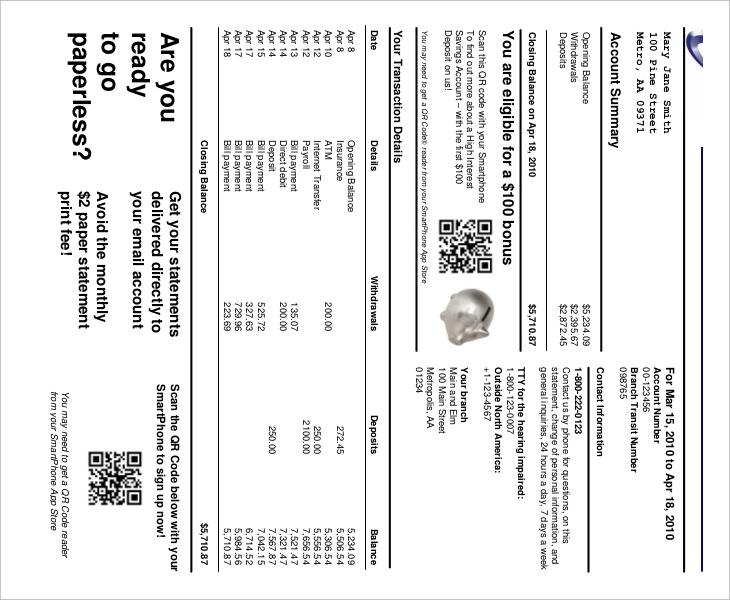 Mary Jane Smith
100 Pine Street
Metro, AA 09371
For Mar 15, 2010 to Apr 18, 2010
Account Number
00-123456
Branch Transit Number
098765
Account Summary
Opening Balance $5,234.09
Withdrawals $2,395.67
Deposits $2,872.45
Closing Balance on Apr 18, 2010 $5,710.87
Contact Information
1-800-222-0123
Contact us by phone for questions, on this
statement, change of personal information, and
general inquiries, 24 hours a day, 7 days a week
TTY for the hearing impaired:
1-800-123-0007
Outside North America:
+1-123-4567
Your branch
Main and Elm
100 Main Street
Metropolis, AA
01234
You are eligible for a $100 bonus
Scan this QR code with your Smartphone
To find out more about a High Interest
Savings Account – with the first $100
Deposit on us!
You may need to get a QR Code® reader from your SmartPhone App Store
Your Transaction Details
Date Details Withdrawals Deposits Balance
Apr 8 Opening Balance 5,234.09
Apr 8 Insurance 272.45 5,506.54
Apr 10 ATM 200.00 5,306.54
Apr 12 Internet Transfer 250.00 5,556.54
Apr 12 Payroll 2100.00 7,656.54
Apr 13 Bill payment 135.07 7,521.47
Apr 14 Direct debit 200.00 7,321.47
Apr 14 Deposit 250.00 7,567.87
Apr 15 Bill payment 525.72 7,042.15
Apr 17 Bill payment 327.63 6,714.52
Apr 17 Bill payment 729.96 5,984.56
Apr 18 Bill payment 223.69 5,710.87
Closing Balance $5,710.87
Are you
ready
to go
paperless?
Get your statements
delivered directly to
your email account
Avoid the monthly
$2 paper statement
print fee!
Scan the QR Code below with your
SmartPhone to sign up now!
You may need to get a QR Code reader
from your SmartPhone App Store